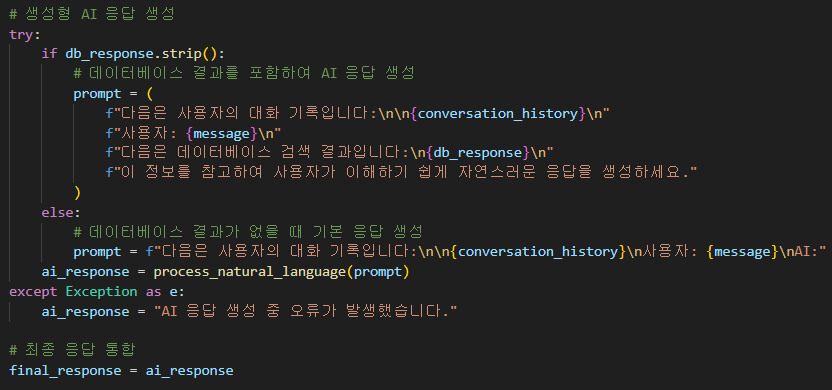 # 생성형 AI 응답 생성
try:
    if db_response.strip():
        # 데이터베이스 결과를 포함하여 AI 응답 생성
        prompt = (
            f"다음은 사용자의 대화 기록입니다:\n\n{conversation_history}\n"
            f"사용자: {message}\n"
            f"다음은 데이터베이스 검색 결과입니다:\n{db_response}\n"
            f"이 정보를 참고하여 사용자가 이해하기 쉽게 자연스러운 응답을 생성하세요."
        )
    else:
        # 데이터베이스 결과가 없을 때 기본 응답 생성
        prompt = f"다음은 사용자의 대화 기록입니다:\n\n{conversation_history}\n사용자: {message}\nAI:"
    ai_response = process_natural_language(prompt)
except Exception as e:
    ai_response = "AI 응답 생성 중 오류가 발생했습니다."

# 최종 응답 통합
final_response = ai_response